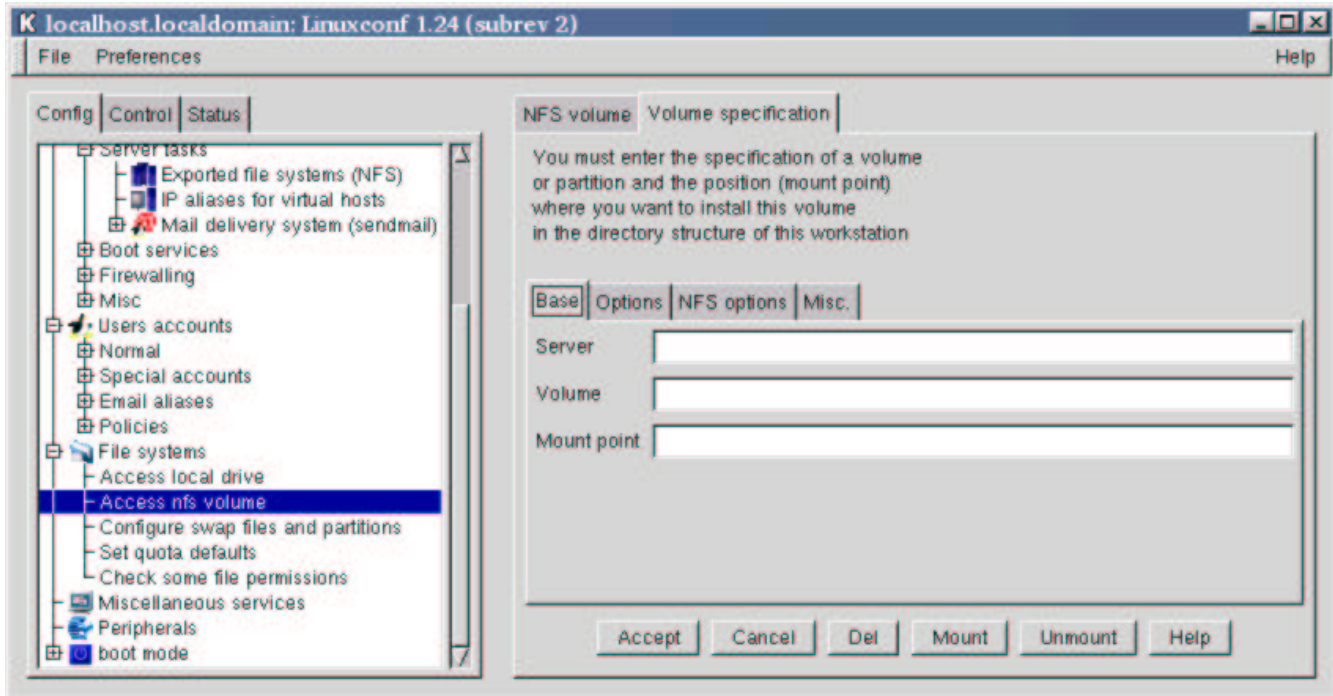 K localhost.localdomain: Linuxconf 1.24 (subrev 2)
File Preferences Help
Config Control Status
Server tasks
Exported file systems (NFS)
IP aliases for virtual hosts
Mail delivery system (sendmail)
Boot services
Firewalling
Misc
Users accounts
Normal
Special accounts
Email aliases
Policies
File systems
Access local drive
Access nfs volume
Configure swap files and partitions
Set quota defaults
Check some file permissions
Miscellaneous services
Peripherals
boot mode
NFS volume Volume specification
You must enter the specification of a volume
or partition and the position (mount point)
where you want to install this volume
in the directory structure of this workstation
Base Options NFS options Misc.
Server
Volume
Mount point
Accept Cancel Del Mount Unmount Help